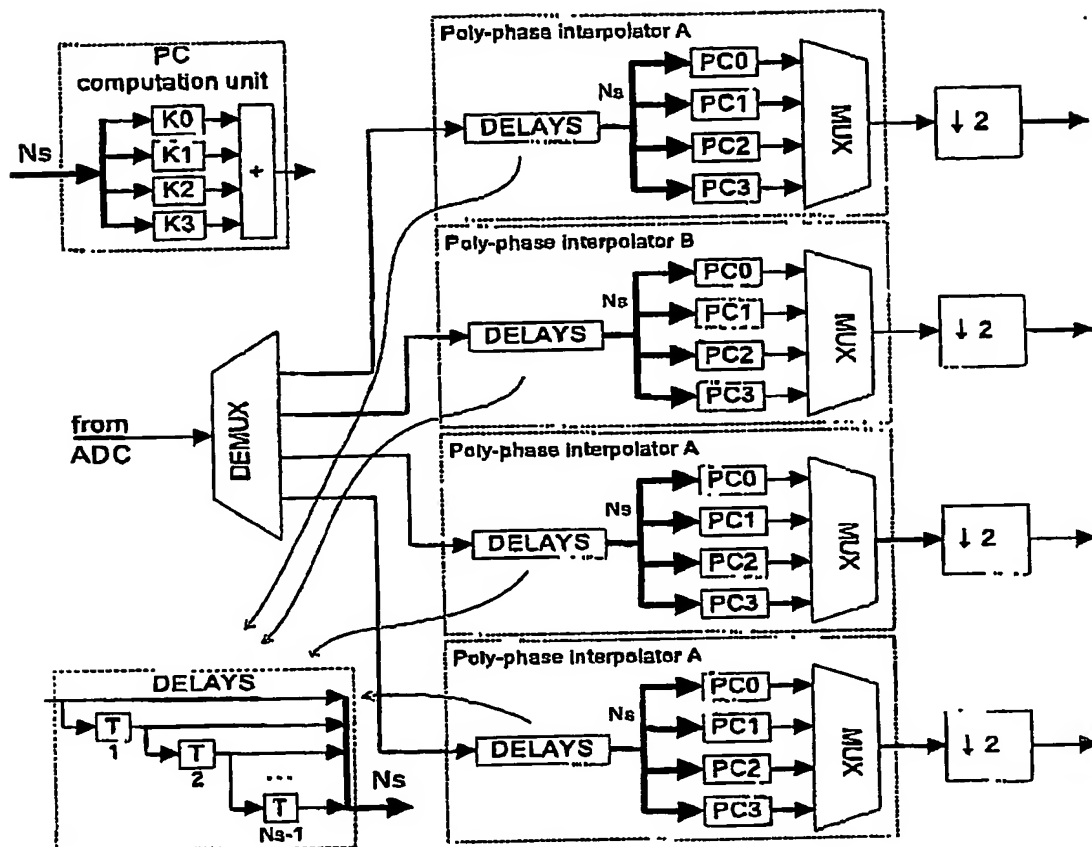 PC
computation unit
Ns
K0
K1
K2
K3
+
from
ADC
DEMUX
Poly-phase interpolator A
DELAYS
Ns
PC0
PC1
PC2
PC3
MUX
↓ 2
Poly-phase interpolator B
DELAYS
Ns
PC0
PC1
PC2
PC3
MUX
↓ 2
Poly-phase interpolator A
DELAYS
Ns
PC0
PC1
PC2
PC3
MUX
↓ 2
Poly-phase interpolator A
DELAYS
Ns
PC0
PC1
PC2
PC3
MUX
↓ 2
DELAYS
T
1
T
2
...
T
Ns-1
Ns